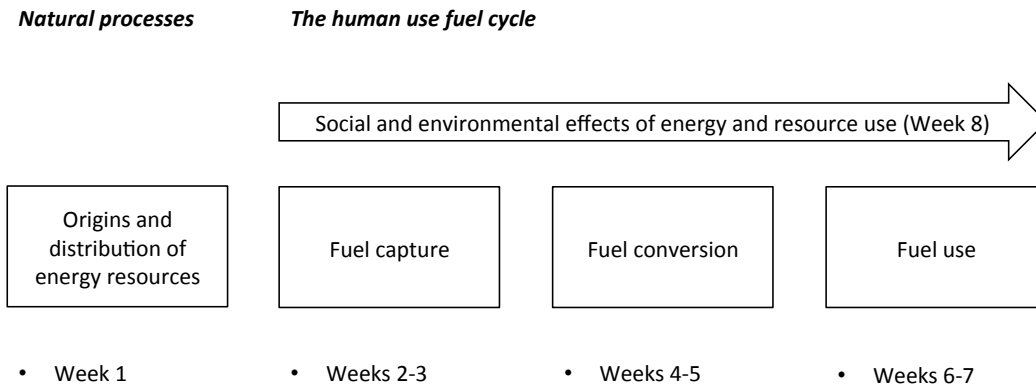 Natural processes
The human use fuel cycle
Social and environmental effects of energy and resource use (Week 8)
Origins and
distribution of
energy resources
Fuel capture
Fuel conversion
Fuel use
• Week 1
• Weeks 2-3
• Weeks 4-5
• Weeks 6-7